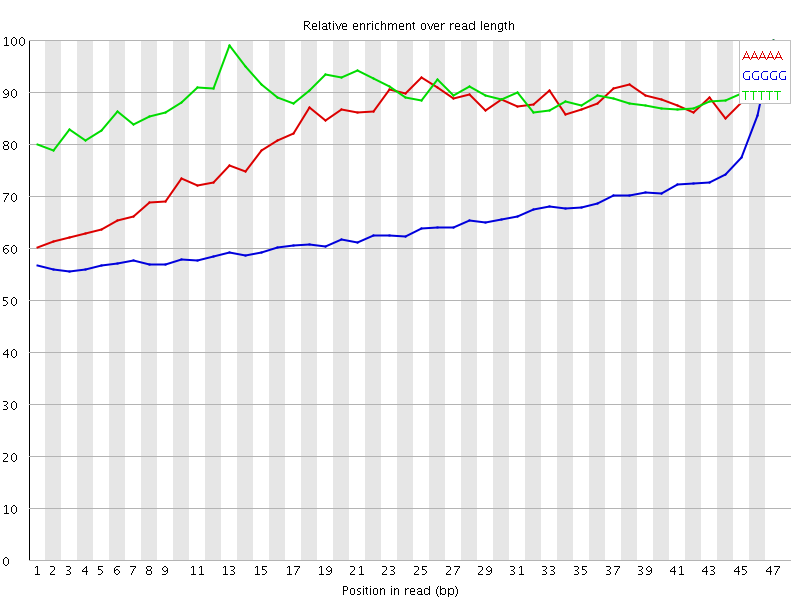 Relative enrichment over read length
100
90
80
70
60
50
40
30
20
10
0
AAAAA
GGGGG
TTTTT
1 2 3 4 5 6 7 8 9 11 13 15 17 19 21 23 25 27 29 31 33 35 37 39 41 43 45 47
Position in read (bp)